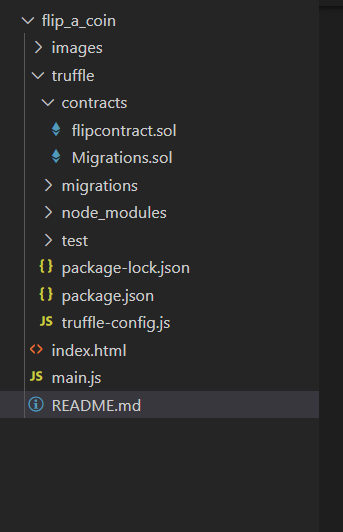 flip_a_coin
images
truffle
contracts
flipcontract.sol
Migrations.sol
migrations
node_modules
test
{ } package-lock.json
{ } package.json
JS truffle-config.js
<> index.html
JS main.js
README.md